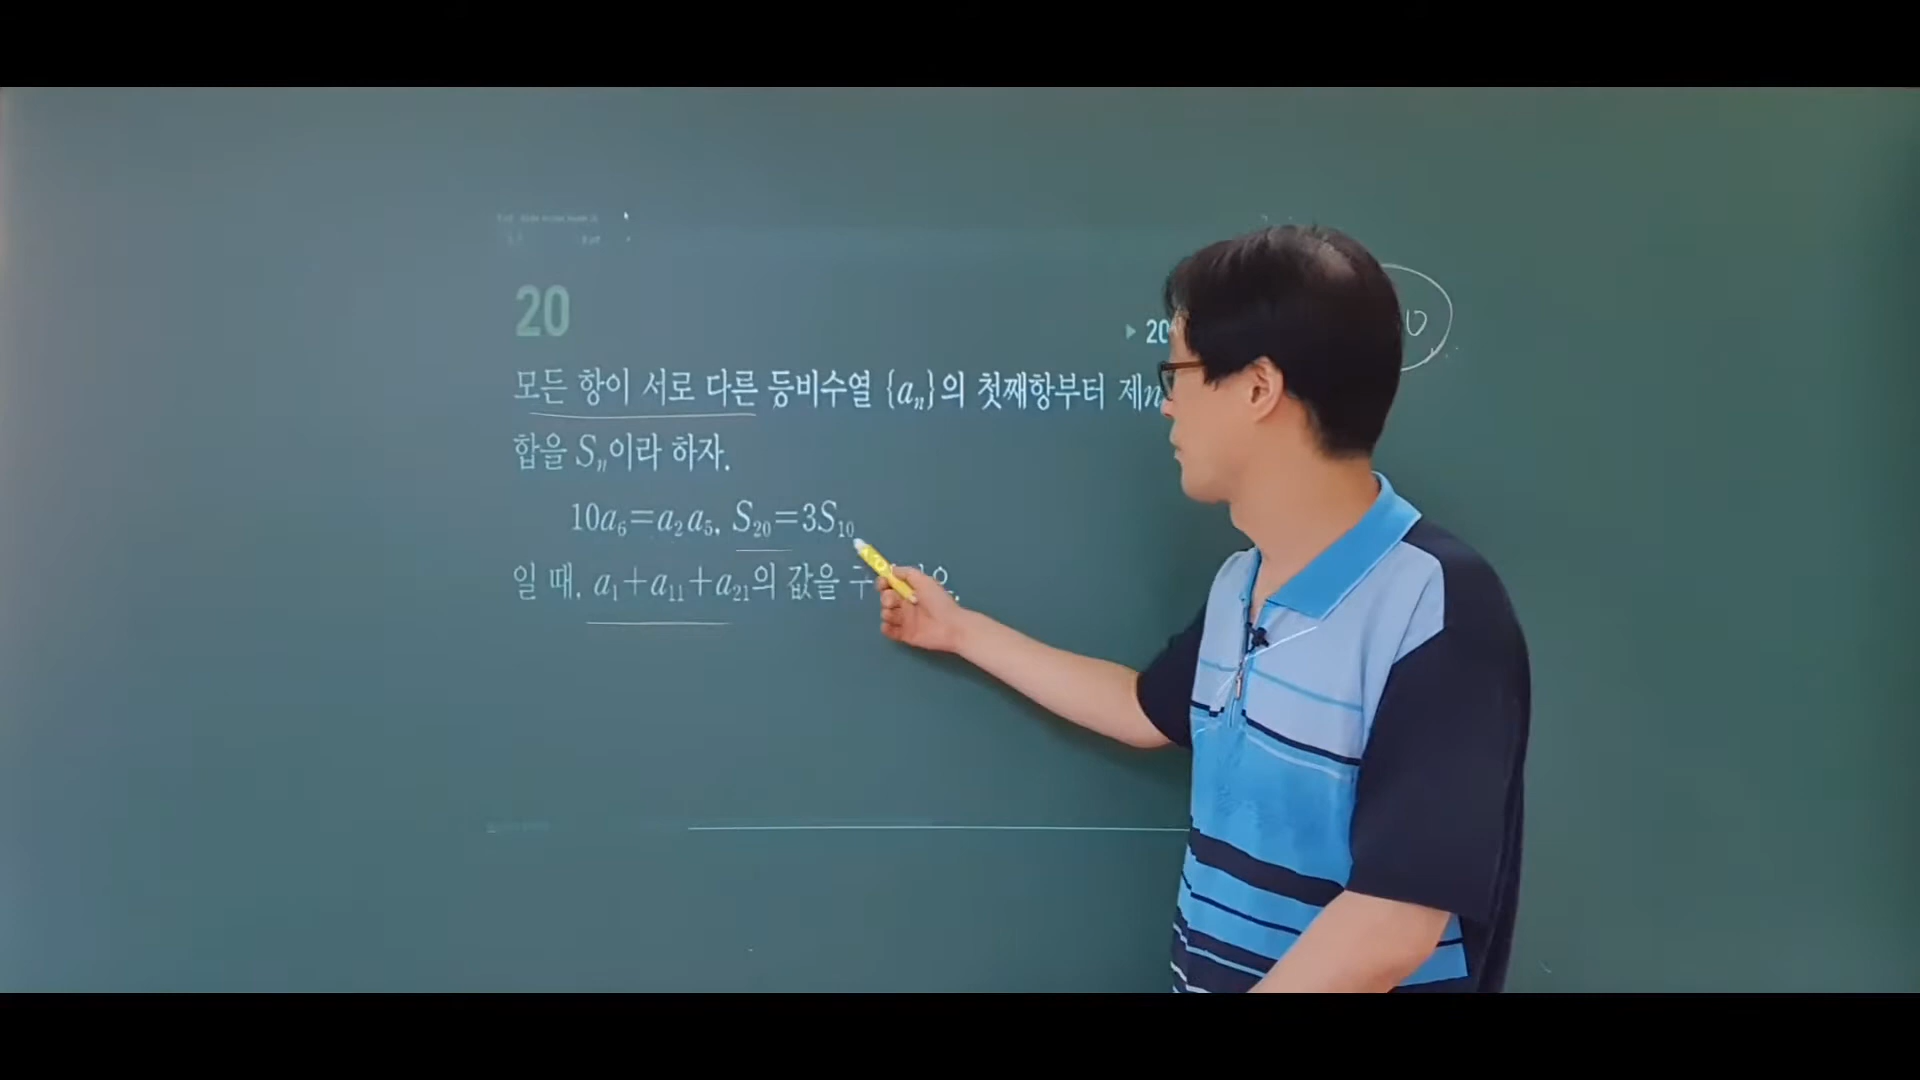 20
▶ 20
모든 항이 서로 다른 등비수열 {aₙ}의 첫째항부터 제n
합을 Sₙ이라 하자.
10a₆=a₂a₅, S₂₀=3S₁₀
일 때, a₁+a₁₁+a₂₁의 값을